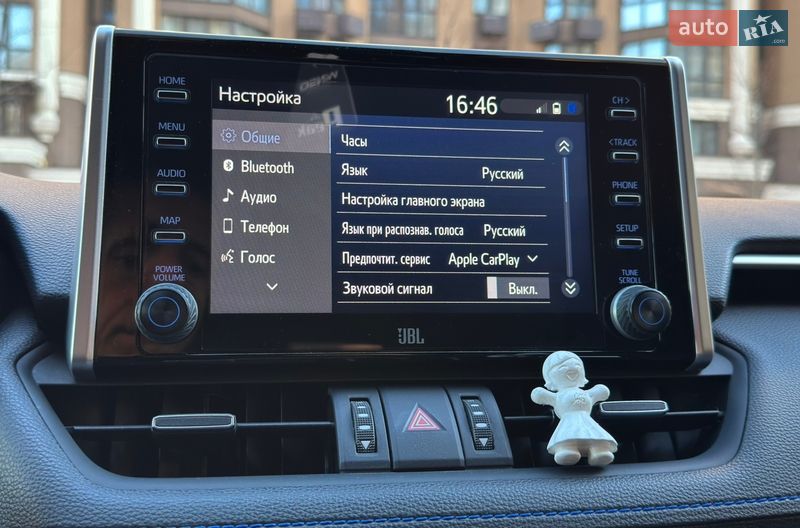 auto RIA
.com
Настройка
16:46
Общие
Bluetooth
Аудио
Телефон
Голос
Часы
Язык Русский
Настройка главного экрана
Язык при распознав. голоса Русский
Предпочтит. сервис Apple CarPlay
Звуковой сигнал Выкл.
HOME
MENU
AUDIO
MAP
POWER
VOLUME
CH >
< TRACK
PHONE
SETUP
TUNE
SCROLL
JBL